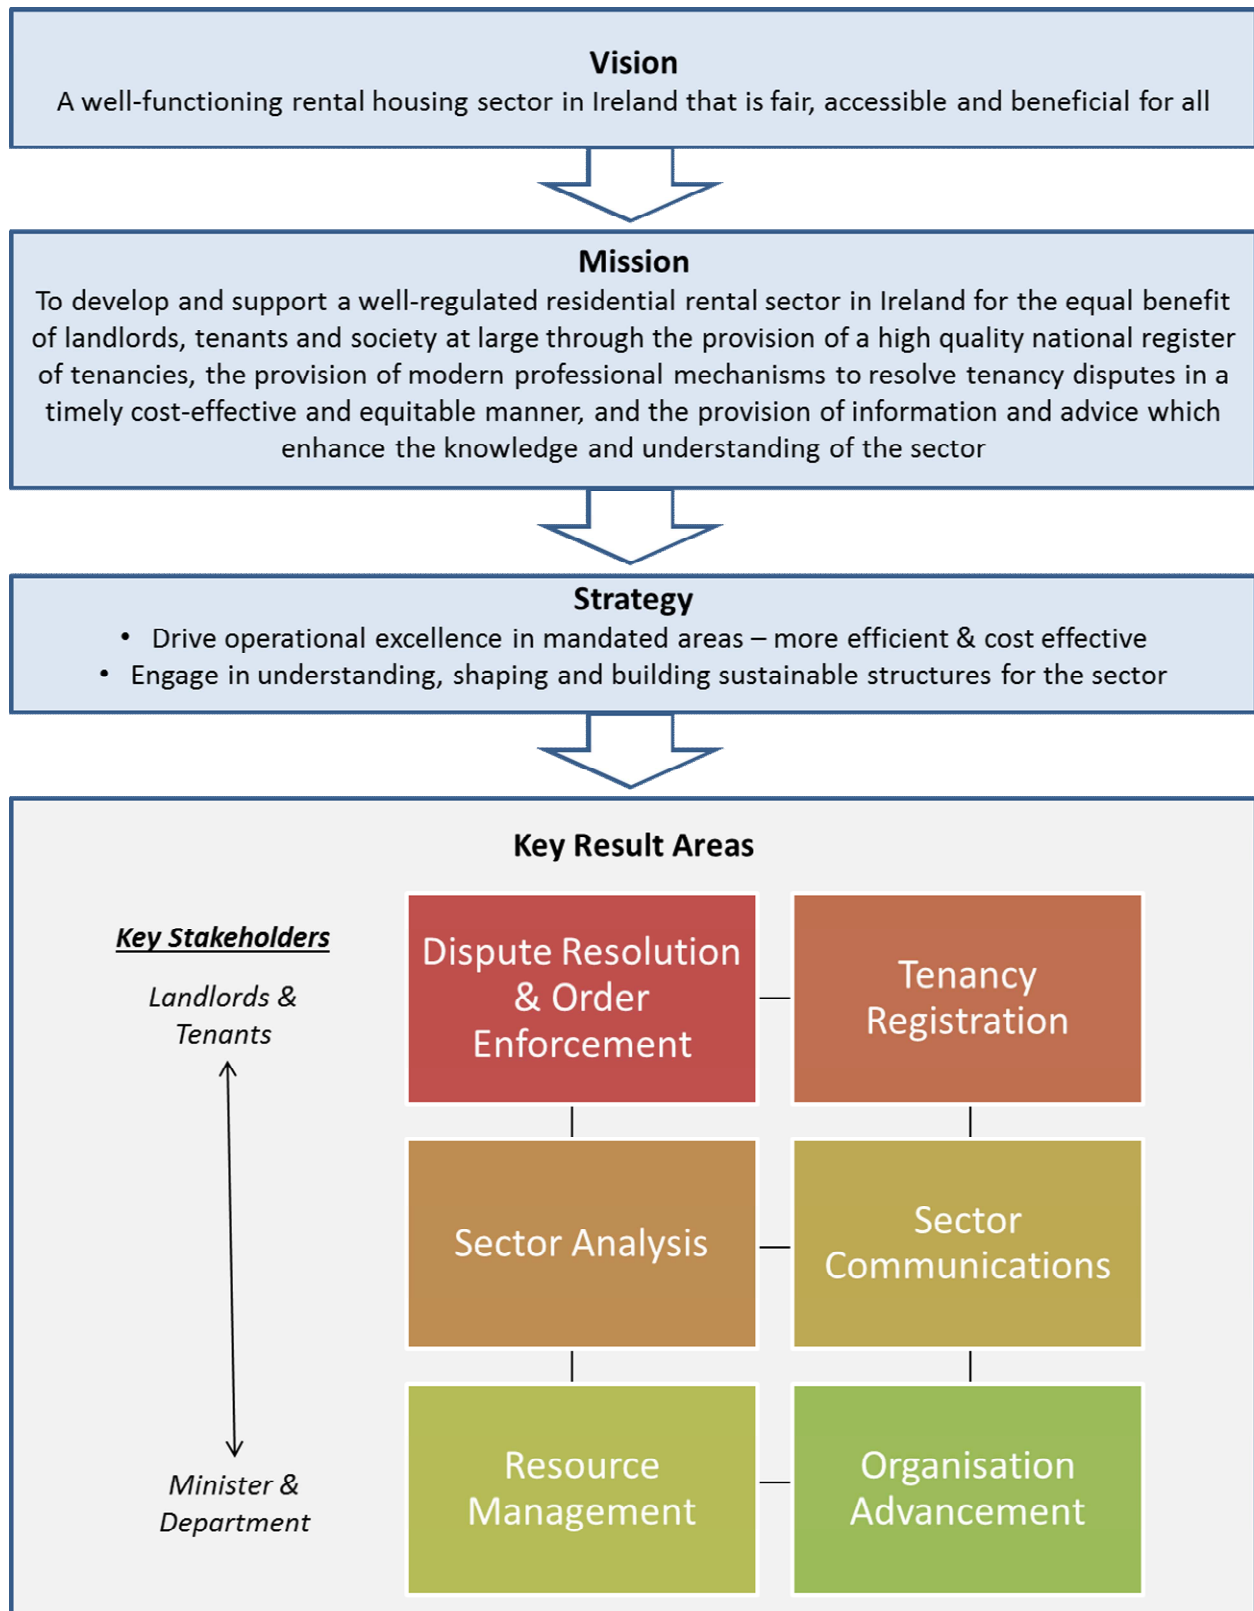 Vision
A well-functioning rental housing sector in Ireland that is fair, accessible and beneficial for all
Mission
To develop and support a well-regulated residential rental sector in Ireland for the equal benefit
of landlords, tenants and society at large through the provision of a high quality national register
of tenancies, the provision of modern professional mechanisms to resolve tenancy disputes in a
timely cost-effective and equitable manner, and the provision of information and advice which
enhance the knowledge and understanding of the sector
Strategy
• Drive operational excellence in mandated areas – more efficient & cost effective
• Engage in understanding, shaping and building sustainable structures for the sector
Key Result Areas
Key Stakeholders
Landlords &
Tenants
Minister &
Department
Dispute Resolution
& Order
Enforcement
Tenancy
Registration
Sector Analysis
Sector
Communications
Resource
Management
Organisation
Advancement